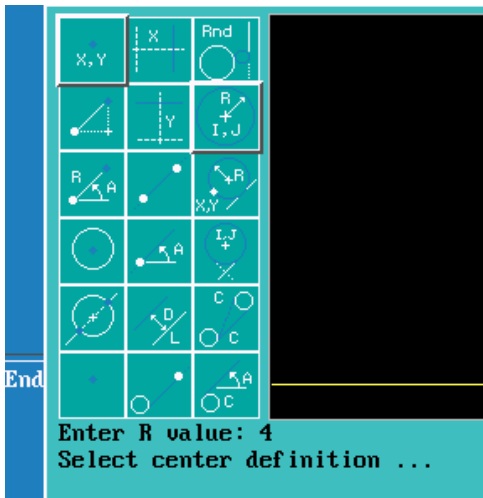 X,Y
X
Rnd
Y
R
I,J
R
A
R
X,Y
A
I,J
D
L
C
C
A
C
End
Enter R value: 4
Select center definition ...